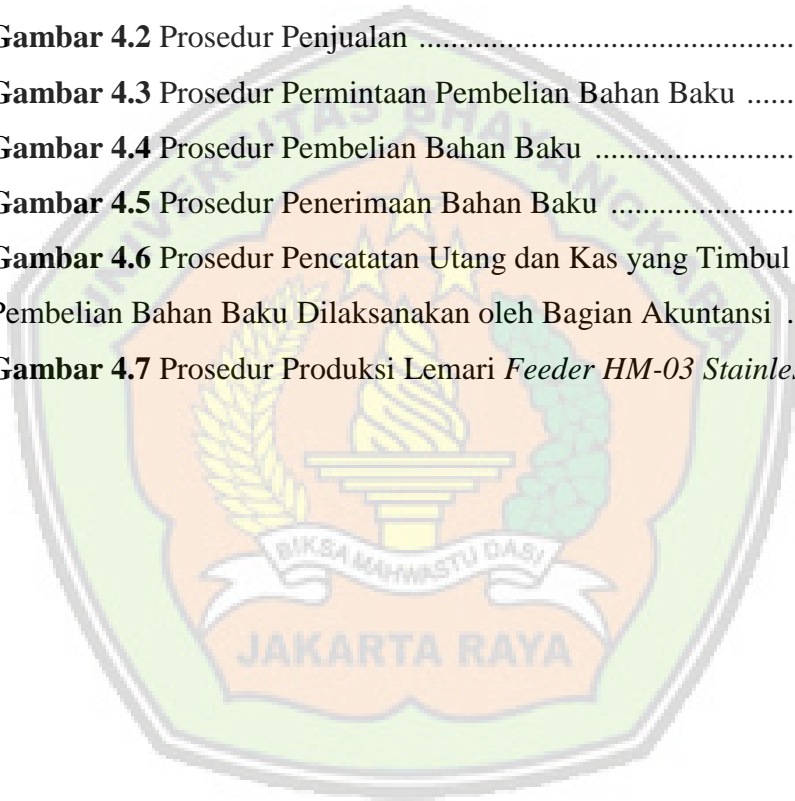 Gambar 4.2 Prosedur Penjualan ...............................................
Gambar 4.3 Prosedur Permintaan Pembelian Bahan Baku ......
Gambar 4.4 Prosedur Pembelian Bahan Baku .........................
Gambar 4.5 Prosedur Penerimaan Bahan Baku .......................
Gambar 4.6 Prosedur Pencatatan Utang dan Kas yang Timbul
Pembelian Bahan Baku Dilaksanakan oleh Bagian Akuntansi .
Gambar 4.7 Prosedur Produksi Lemari Feeder HM-03
UNIVERSITAS BHAYANGKARA
BIKSA MAHWASTU DASI
JAKARTA RAYA